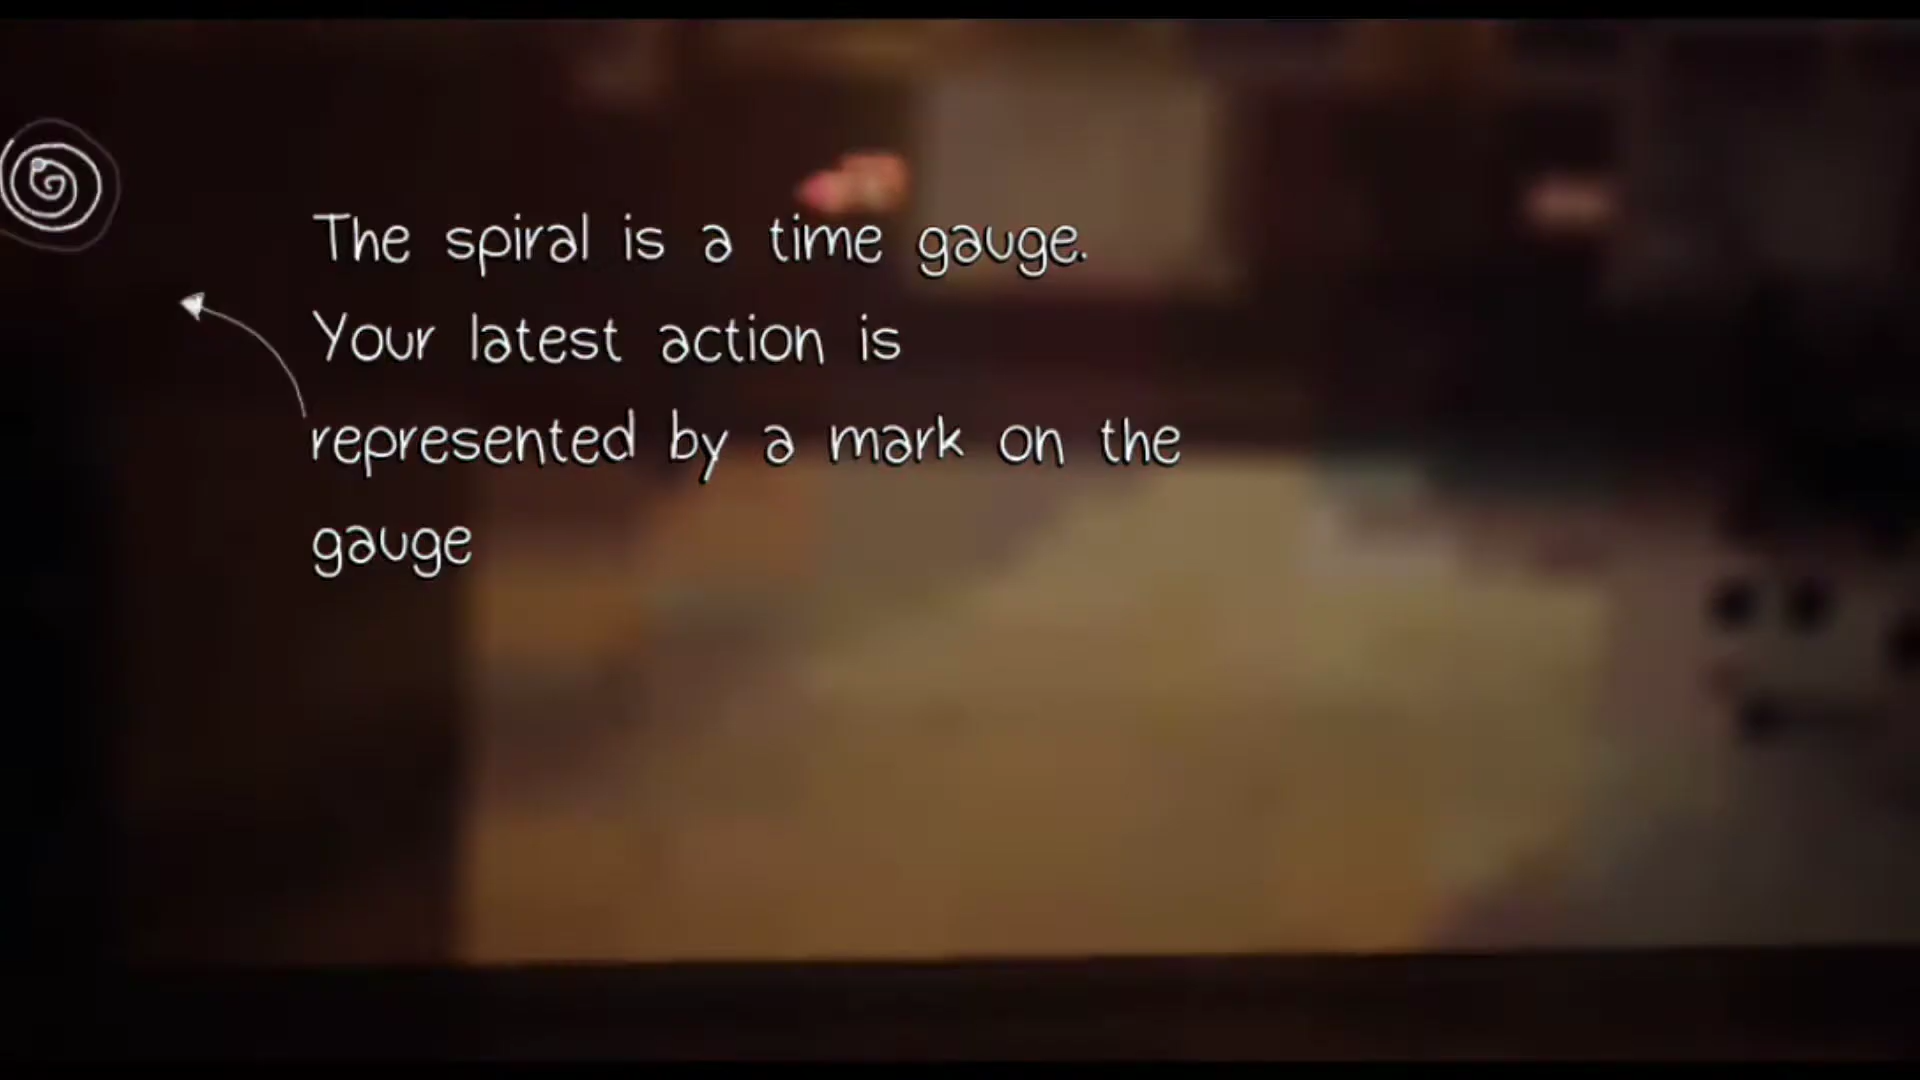 The spiral is a time gauge.
Your latest action is
represented by a mark on the
gauge